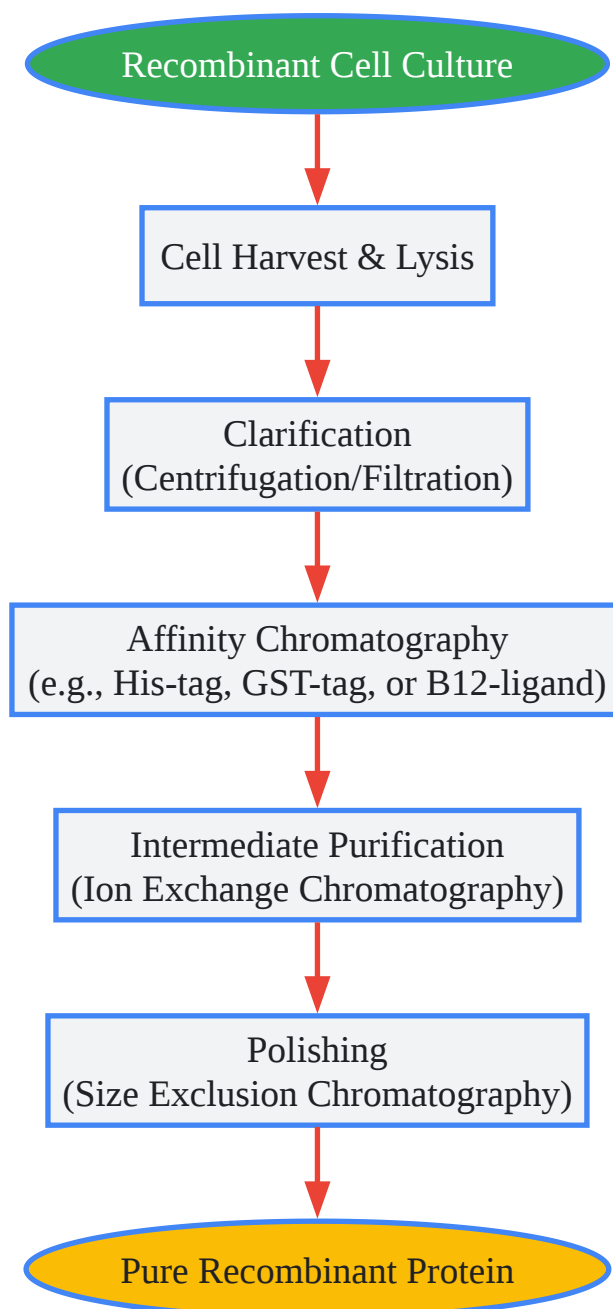 Recombinant Cell Culture
Cell Harvest & Lysis
Clarification
(Centrifugation/Filtration)
Affinity Chromatography
(e.g., His-tag, GST-tag, or B12-ligand)
Intermediate Purification
(Ion Exchange Chromatography)
Polishing
(Size Exclusion Chromatography)
Pure Recombinant Protein